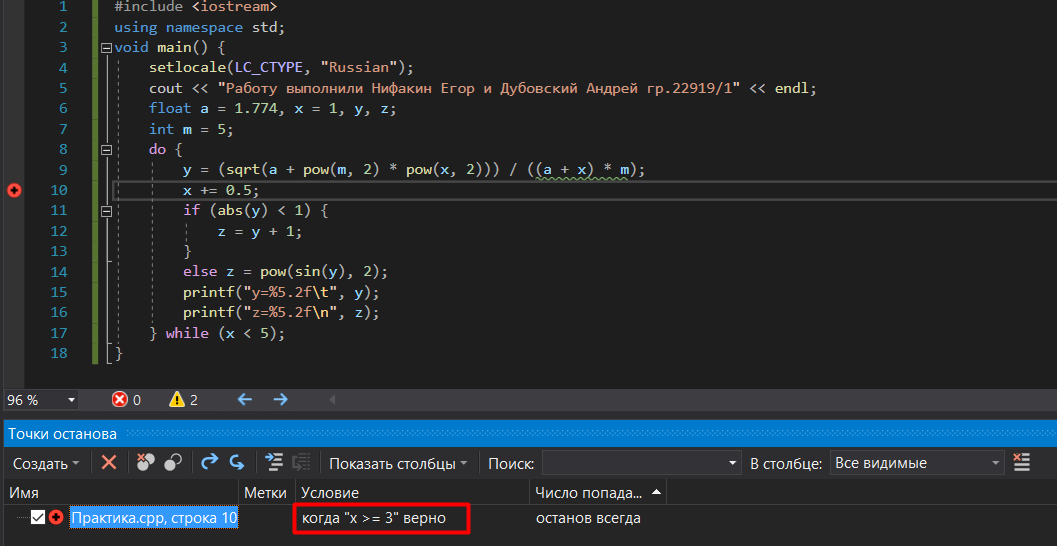 1 #include <iostream>
2 using namespace std;
3 void main() {
4 setlocale(LC_CTYPE, "Russian");
5 cout << "Работу выполнили Нифакин Егор и Дубовский Андрей гр.22919/1" << endl;
6 float a = 1.774, x = 1, y, z;
7 int m = 5;
8 do {
9 y = (sqrt(a + pow(m, 2) * pow(x, 2))) / ((a + x) * m);
10 x += 0.5;
11 if (abs(y) < 1) {
12 z = y + 1;
13 }
14 else z = pow(sin(y), 2);
15 printf("y=%5.2f\t", y);
16 printf("z=%5.2f\n", z);
17 } while (x < 5);
18 }
96 % 0 2
Точки останова
Создать Показать столбцы Поиск: В столбце: Все видимые
Имя Метки Условие Число попада...
Практика.cpp, строка 10 когда "x >= 3" верно останов всегда